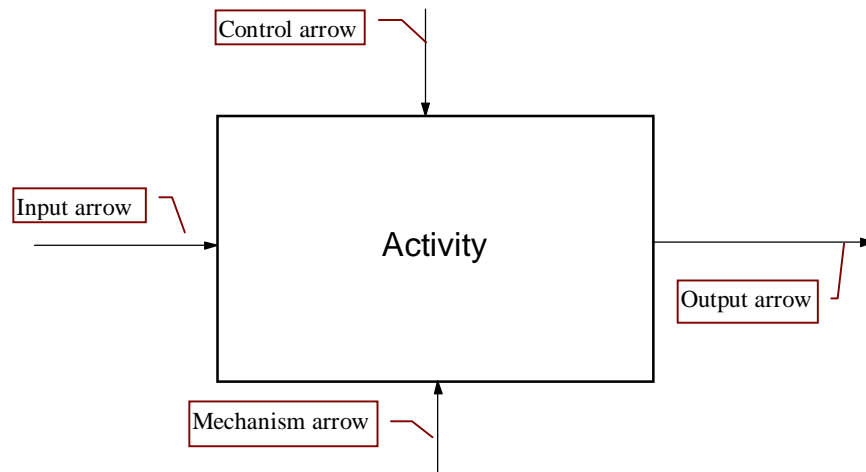 Control arrow
Input arrow
Activity
Output arrow
Mechanism arrow